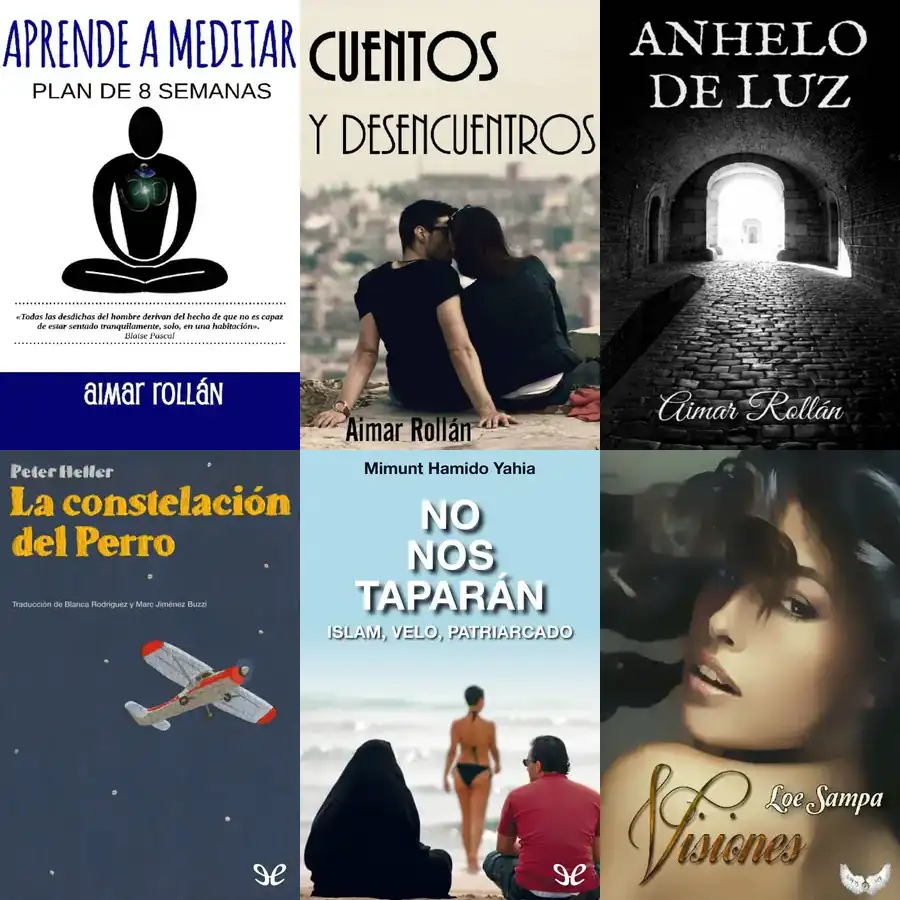 APRENDE A MEDITAR
PLAN DE 8 SEMANAS
«Todas las desdichas del hombre derivan del hecho de que no es capaz
de estar sentado tranquilamente, solo, en una habitación».
Blaise Pascal
aimar rollán
CUENTOS
Y DESENCUENTROS
Aimar Rollán
ANHELO
DE LUZ
Aimar Rollán
Peter Heller
La constelación
del Perro
Traducción de Blanca Rodríguez y Marc Jiménez Buzzi
Mimunt Hamido Yahia
NO
NOS
TAPARÁN
ISLAM, VELO, PATRIARCADO
Loe Sampa
Visiones